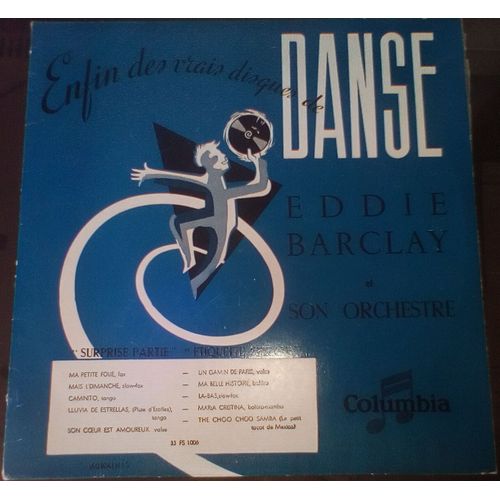 Enfin des vrais disques de
DANSE
EDDIE
BARCLAY
et
SON ORCHESTRE
"SURPRISE PARTIE"
MA PETITE FOLIE, fox
MAIS L'DIMANCHE, slow-fox
CAMINITO, tango
LLUVIA DE ESTRELLAS, (Pluie d'Etoiles), tango
SON CŒUR EST AMOUREUX valse
UN GAMIN DE PARIS, valse
MA BELLE HISTOIRE, boléro
LA-BAS, slow-fox
MARIA CRISTINA, boléro-mambo
THE CHOO CHOO SAMBA (Le petit tacot de Mexico)
33 FS 1006
Columbia